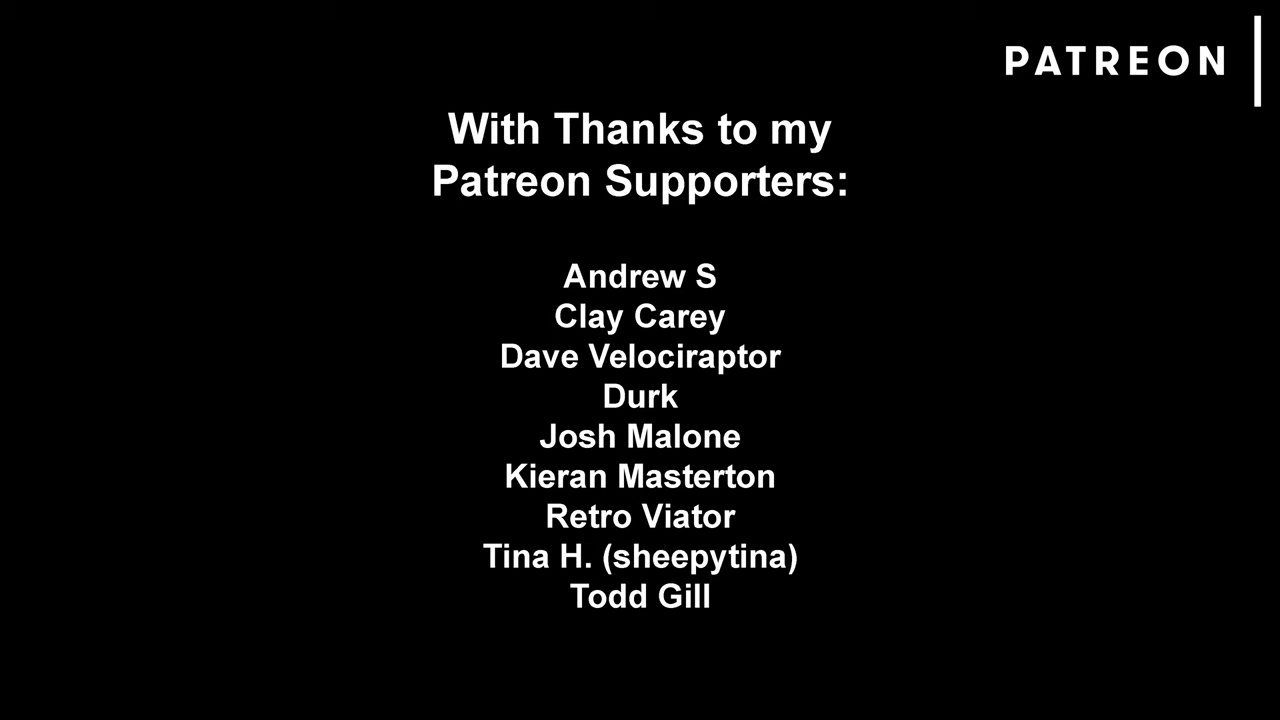 PATREON
With Thanks to my
Patreon Supporters:
Andrew S
Clay Carey
Dave Velociraptor
Durk
Josh Malone
Kieran Masterton
Retro Viator
Tina H. (sheepytina)
Todd Gill